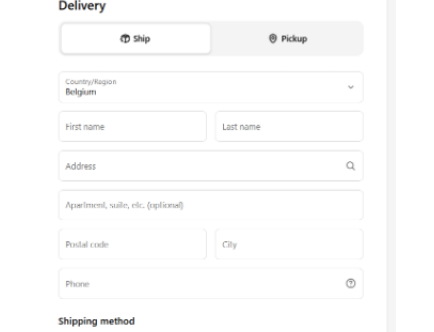 Delivery
Ship
Pickup
Country/Region
Belgium
First name
Last name
Address
Apartment, suite, etc. (optional)
Postal code
City
Phone
Shipping method